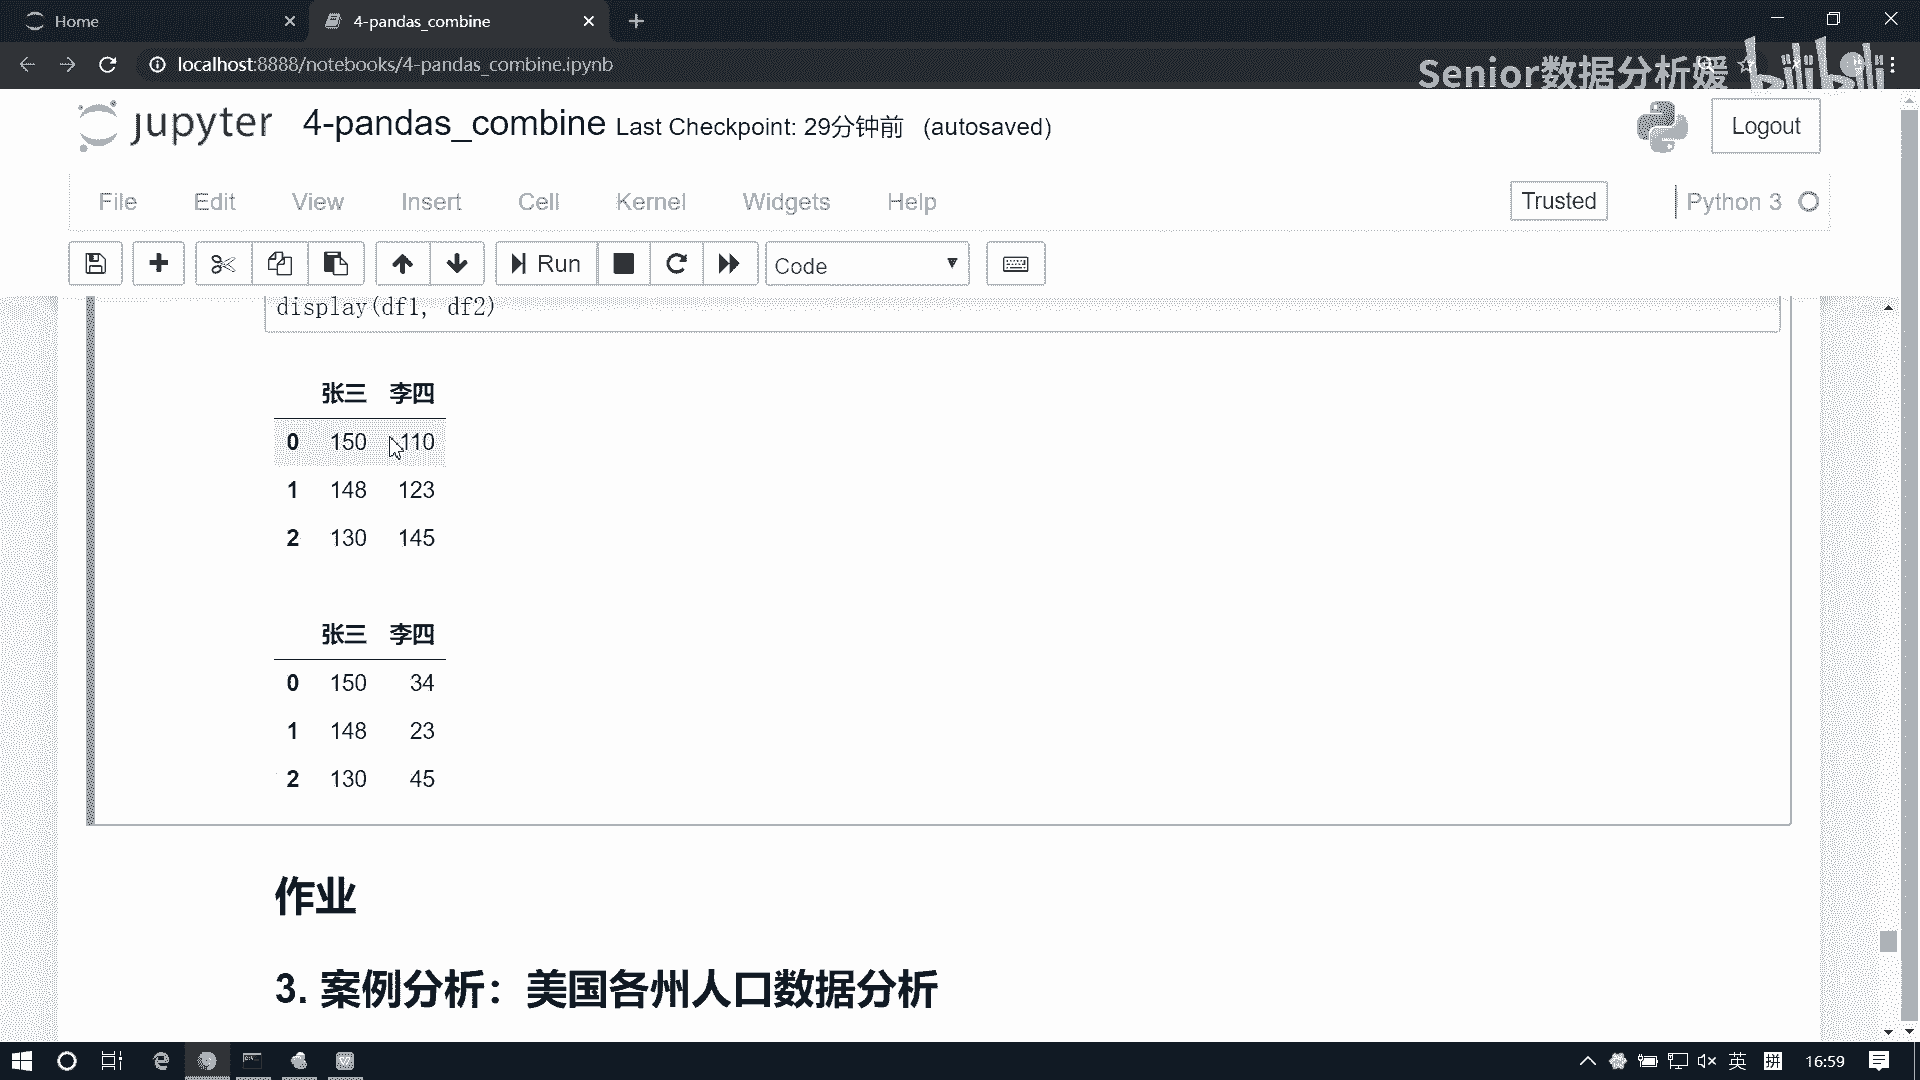 Home
4-pandas_combine
localhost:8888/notebooks/4-pandas_combine.ipynb
Senior数据分析媛 bilibili
jupyter 4-pandas_combine Last Checkpoint: 29分钟前 (autosaved)
Logout
File Edit View Insert Cell Kernel Widgets Help
Trusted
Python 3
Run
Code
display(df1, df2)
张三 李四
0 150 110
1 148 123
2 130 145
张三 李四
0 150 34
1 148 23
2 130 45
作业
3. 案例分析：美国各州人口数据分析
英 拼 16:59